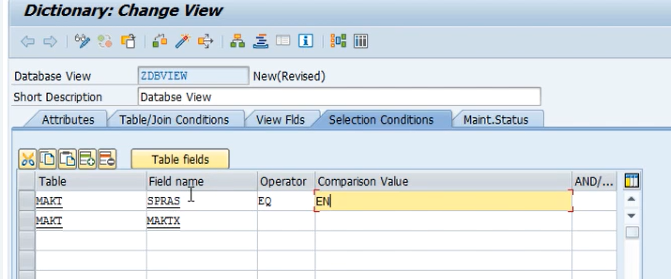 Dictionary: Change View
Database View ZDBVIEW New(Revised)
Short Description Databse View
Attributes Table/Join Conditions View Flds Selection Conditions Maint.Status
Table fields
Table Field name Operator Comparison Value AND/...
MAKT SPRAS EQ EN
MAKT MAKTX